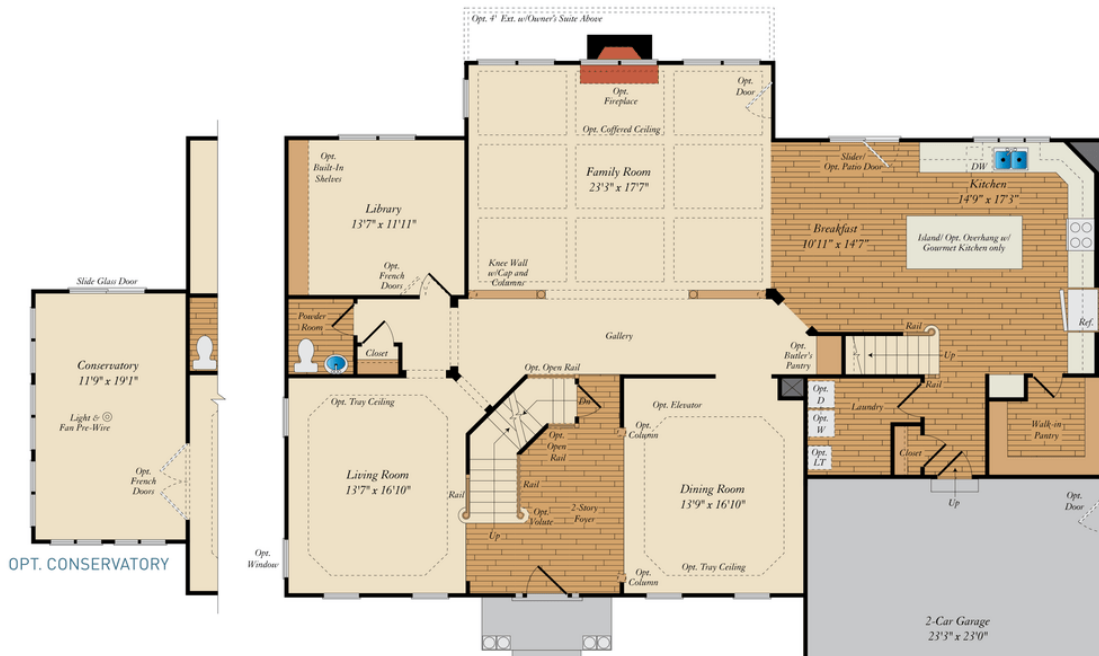 Opt. 4' Ext. w/Owner's Suite Above
Opt.
Fireplace
Opt.
Door
Opt. Coffered Ceiling
Family Room
23'3" x 17'7"
Knee Wall
w/Cap and
Columns
Opt.
Built-In
Shelves
Library
13'7" x 11'11"
Opt.
French
Doors
Slider/
Opt. Patio Door
DW
Kitchen
14'9" x 17'3"
Breakfast
10'11" x 14'7"
Island/ Opt. Overhang w/
Gourmet Kitchen only
Ref.
Slide Glass Door
Conservatory
11'9" x 19'1"
Light &
Fan Pre-Wire
Opt.
French
Doors
OPT. CONSERVATORY
Powder
Room
Closet
Gallery
Opt.
Butler's
Pantry
Rail
Up
Rail
Opt. Open Rail
Dn
Opt. Tray Ceiling
Living Room
13'7" x 16'10"
Opt.
Window
Opt.
Open
Rail
Rail
Rail
Opt.
Volute
Up
2-Story
Foyer
Opt. Elevator
Opt.
Column
Dining Room
13'9" x 16'10"
Opt. Tray Ceiling
Opt.
Column
Opt.
D
Opt.
W
Opt.
LT
Laundry
Closet
Walk-in
Pantry
Up
Opt.
Door
2-Car Garage
23'3" x 23'0"